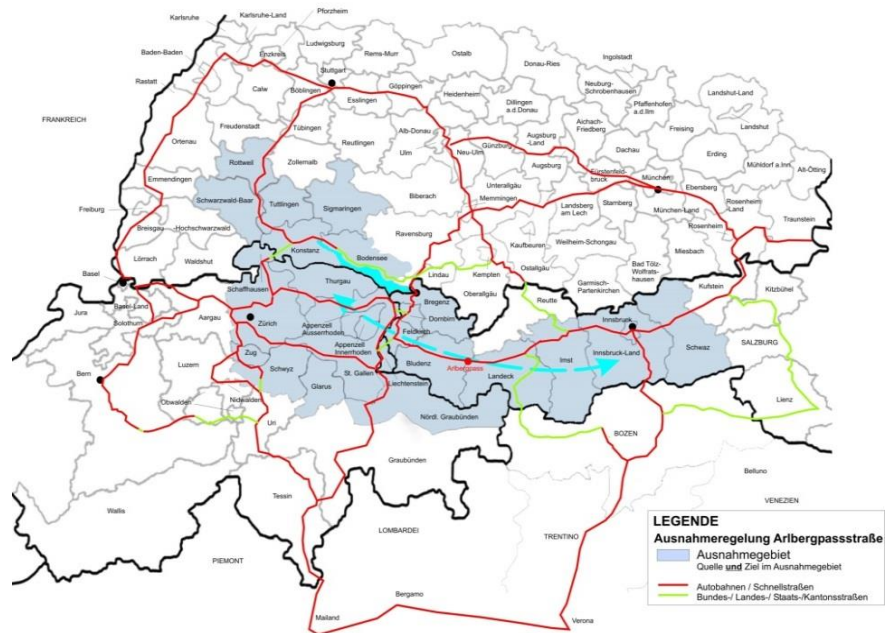 Karlsruhe
Karlsruhe-Land
Pforzheim
Baden-Baden
Enzkreis
Ludwigsburg
Rems-Murr
Ostalb
Donau-Ries
Ingolstadt
Rastatt
Stuttgart
Calw
Böblingen
Göppingen
Heidenheim
Neuburg-
Schrobenhausen
Pfaffenhofen
a.d.Ilm
Landshut-Land
Esslingen
Dillingen
a.d.Donau
FRANKREICH
Freudenstadt
Tübingen
Alb-Donau
Aichach-
Friedberg
Freising
Landshut
Ortenau
Reutlingen
Ulm
Günzburg
Augsburg
-Land
Neu-Ulm
Dachau
Erding
Mühldorf a.Inn
Alt-Ötting
Rottweil
Zollernalb
Augsburg
Fürstenfeld-
bruck
München
Emmendingen
Unterallgäu
Ebersberg
Schwarzwald-Baar
Tuttlingen
Sigmaringen
Biberach
Memmingen
Landsberg
am Lech
Starnberg
München-Land
Rosenheim
-Land
Freiburg
Rosenheim
Traunstein
Breisgau
-Hochschwarzwald
Ravensburg
Kaufbeuren
Weilheim-Schongau
Miesbach
Lörrach
Waldshut
Konstanz
Bodensee
Bad Tölz-
Wolfrats-
hausen
Basel
Lindau
Kempten
Ostallgäu
Garmisch-
Partenkirchen
Kufstein
Kitzbühel
Schaffhausen
Thurgau
Oberallgäu
Reutte
Basel-Land
Jura
Solothurn
Aargau
Zürich
Bregenz
Dornbirn
Innsbruck
SALZBURG
Appenzell
Ausserrhoden
Feldkirch
Zug
Appenzell
Innerrhoden
Innsbruck-Land
Schwaz
Luzern
Bludenz
Imst
Bern
Schwyz
St. Gallen
Arlbergpass
Landeck
Glarus
Liechtenstein
Lienz
Obwalden
Nidwalden
Nördl. Graubünden
Uri
BOZEN
Graubünden
Belluno
Wallis
Tessin
VENEZIEN
LOMBARDEI
TRENTINO
PIEMONT
Bergamo
Mailand
Verona
LEGENDE
Ausnahmeregelung Arlbergpassstraße
Ausnahmegebiet
Quelle und Ziel im Ausnahmegebiet
Autobahnen / Schnellstraßen
Bundes-/ Landes-/ Staats-/Kantonsstraßen